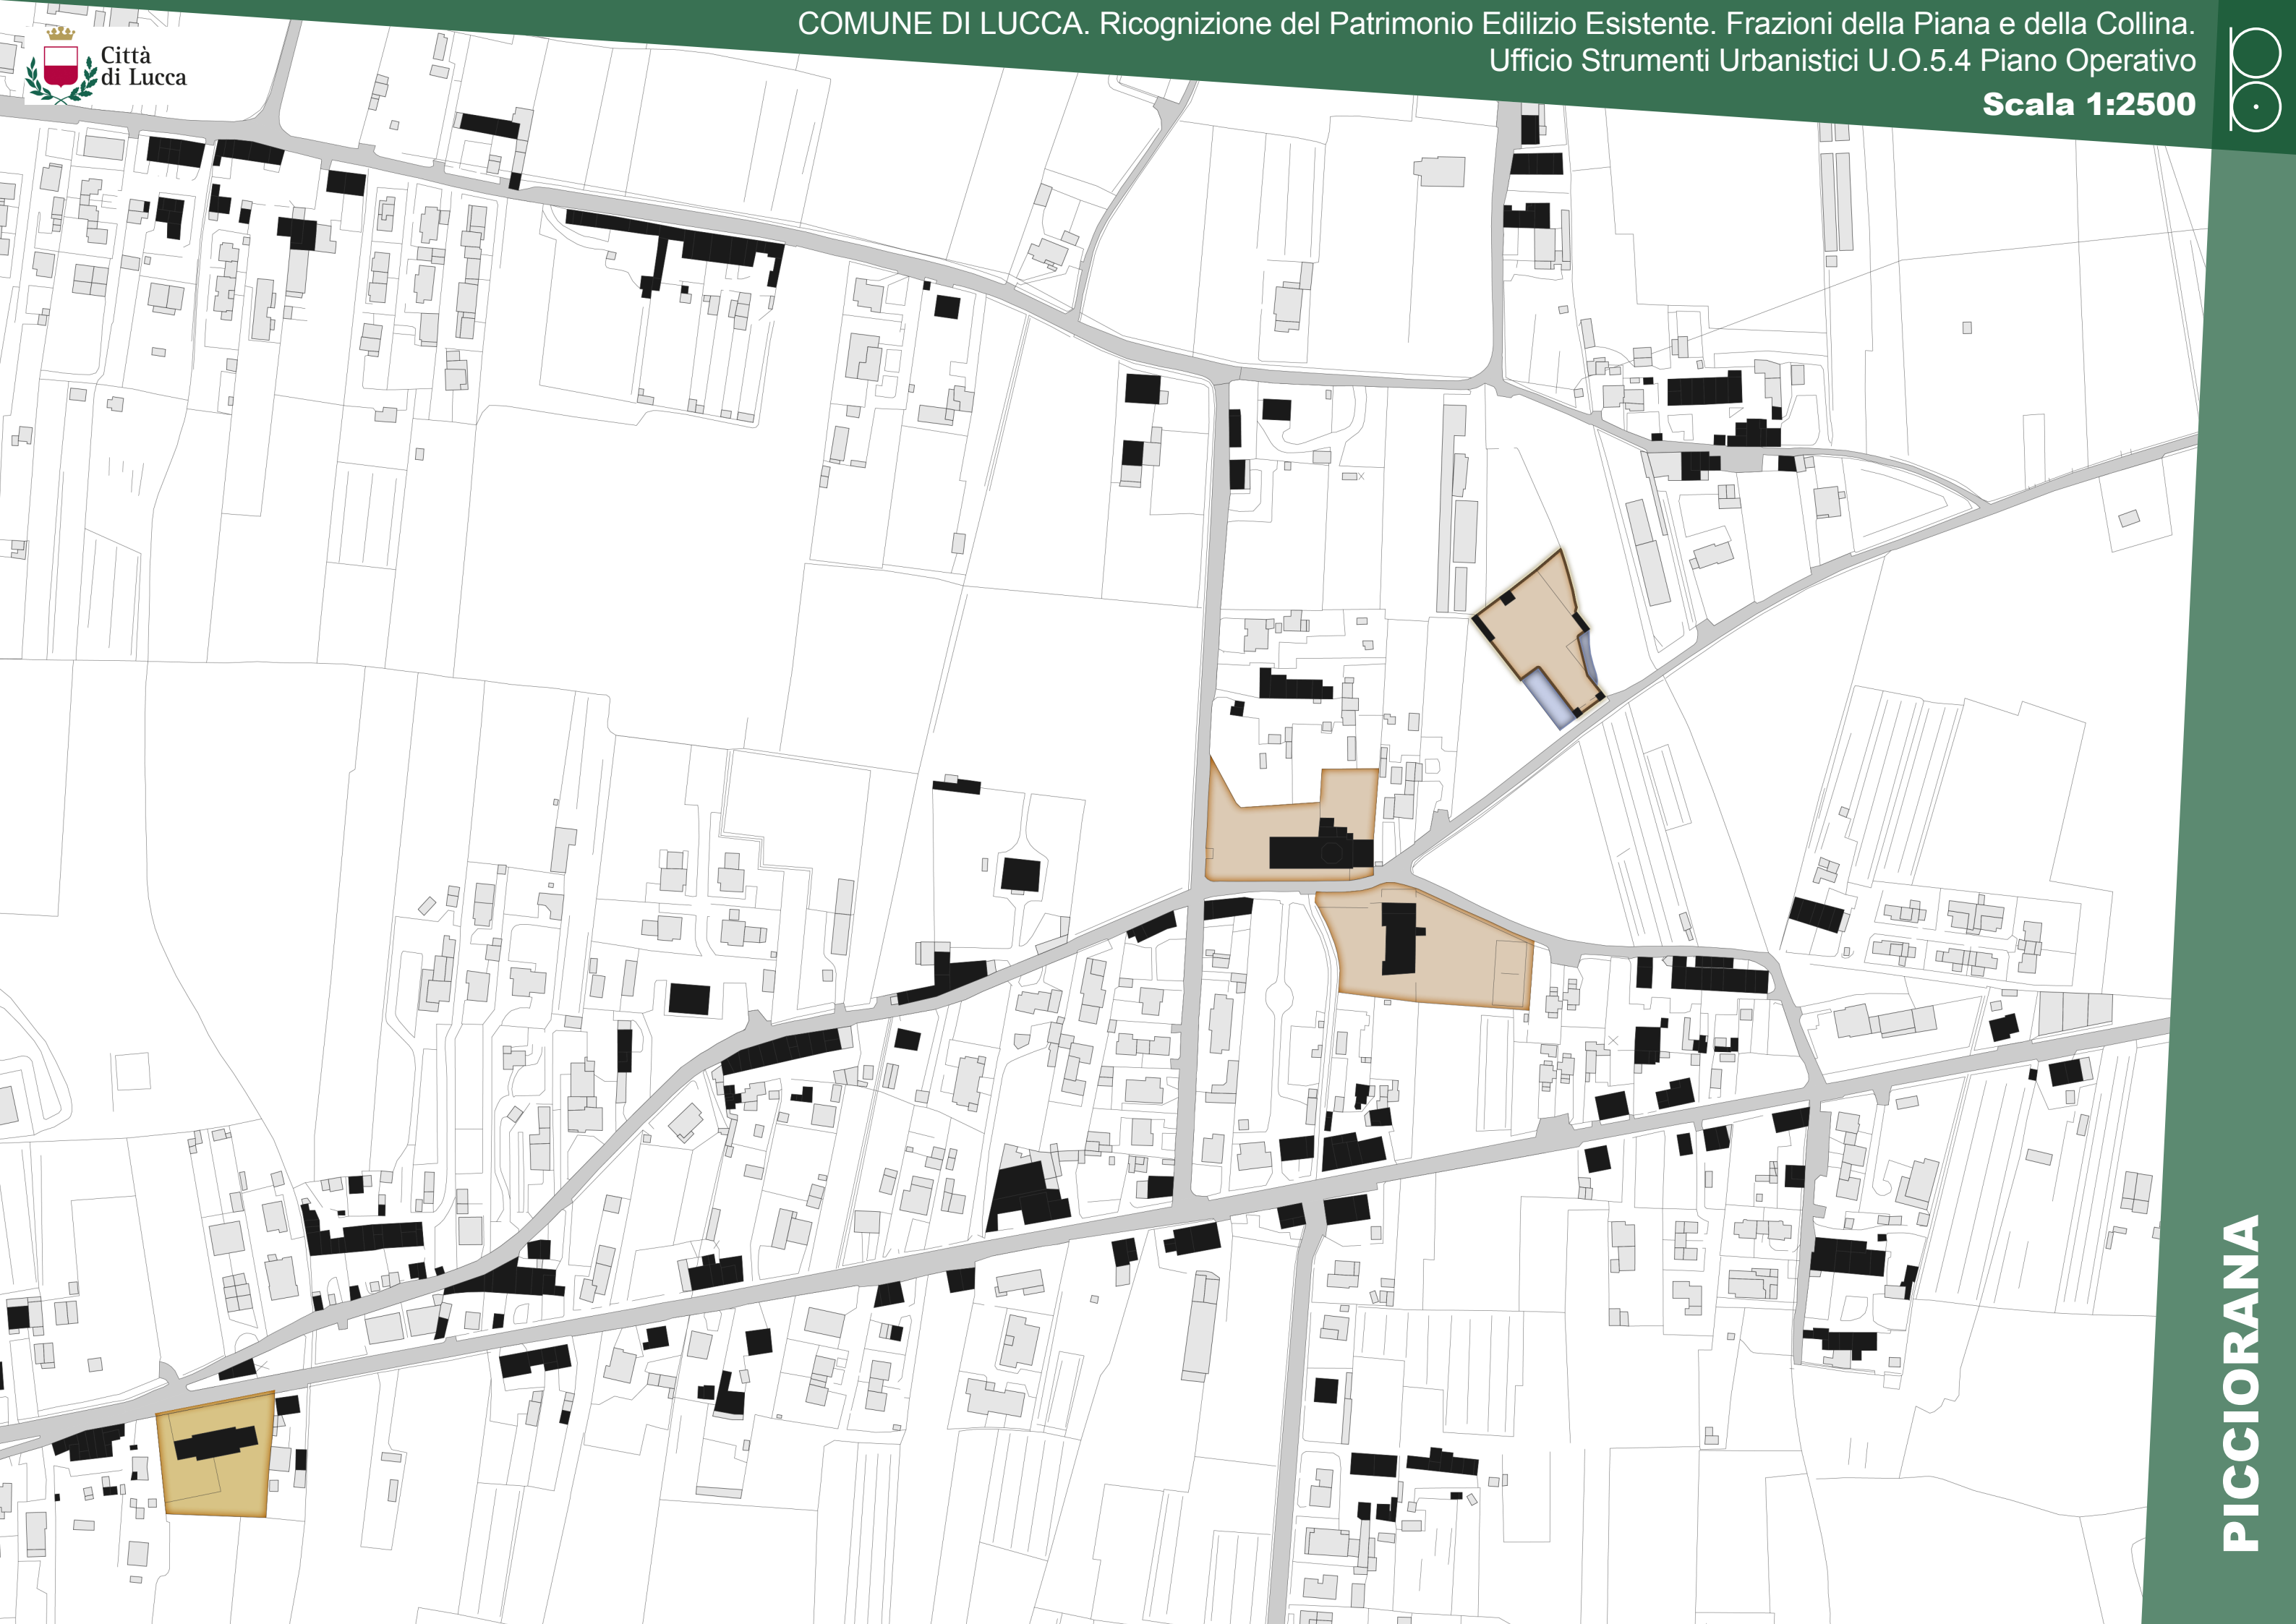 COMUNE DI LUCCA. Ricognizione del Patrimonio Edilizio Esistente. Frazioni della Piana e della Collina.
Ufficio Strumenti Urbanistici U.O.5.4 Piano Operativo
Scala 1:2500
Città
di Lucca
PICCIORANA